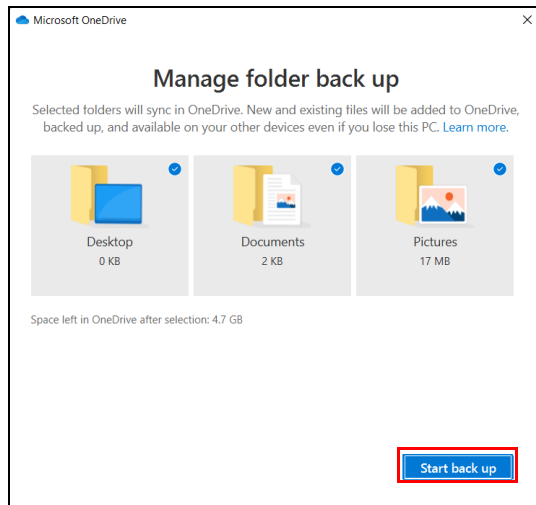 Microsoft OneDrive
Manage folder back up
Selected folders will sync in OneDrive. New and existing files will be added to OneDrive,
backed up, and available on your other devices even if you lose this PC. Learn more.
Desktop
0 KB
Documents
2 KB
Pictures
17 MB
Space left in OneDrive after selection: 4.7 GB
Start back up